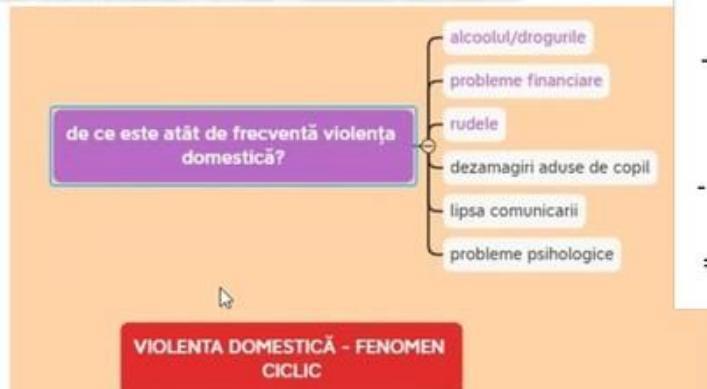 de ce este atât de frecventă violența
domestică?
alcoolul/drogurile
probleme financiare
rudele
dezamagiri aduse de copil
lipsa comunicarii
probleme psihologice
VIOLENTA DOMESTICĂ - FENOMEN
CICLIC